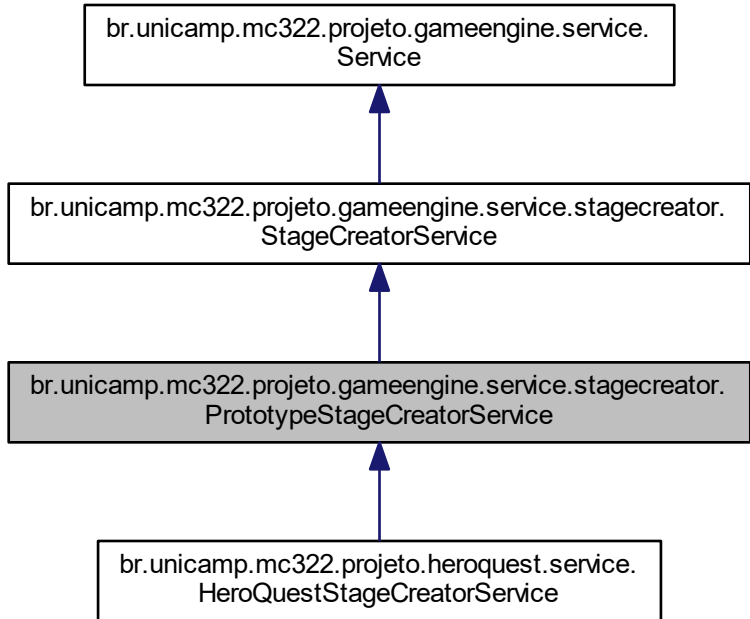 br.unicamp.mc322.projeto.gameengine.service.
Service
br.unicamp.mc322.projeto.gameengine.service.stagecreator.
StageCreatorService
br.unicamp.mc322.projeto.gameengine.service.stagecreator.
PrototypeStageCreatorService
br.unicamp.mc322.projeto.heroquest.service.
HeroQuestStageCreatorService